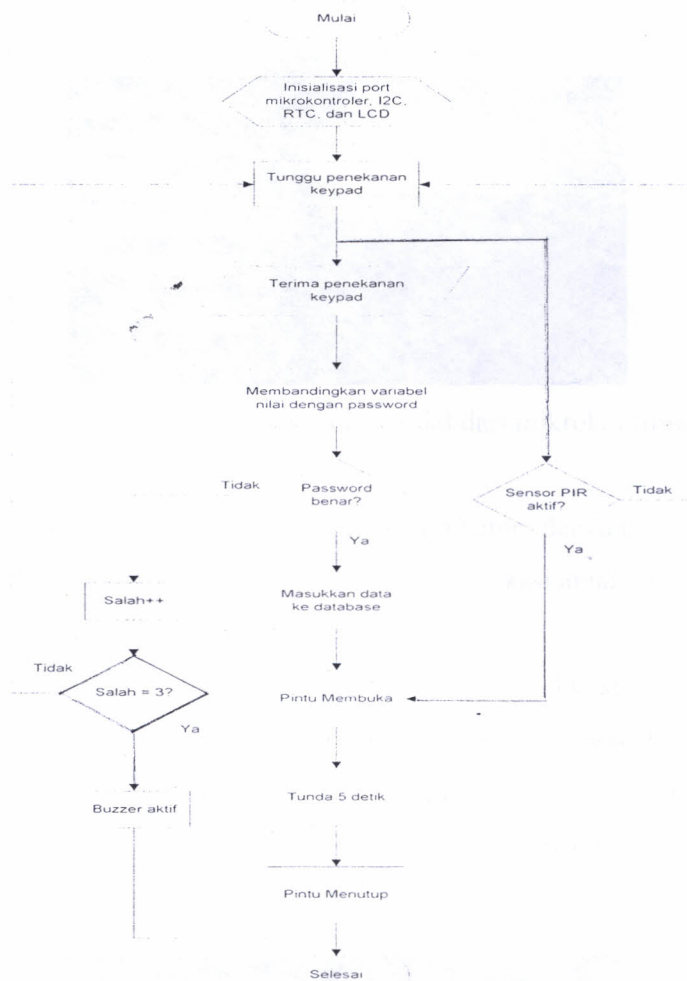 Mulai
Inisialisasi port
mikrokontroler, I2C,
RTC, dan LCD
Tunggu penekanan
keypad
Terima penekanan
keypad
Membandingkan variabel
nilai dengan password
Tidak
Password
benar?
Sensor PIR
aktif?
Tidak
Ya
Ya
Salah++
Masukkan data
ke database
Tidak
Salah = 3?
Pintu Membuka
Ya
Buzzer aktif
Tunda 5 detik
Pintu Menutup
Selesai